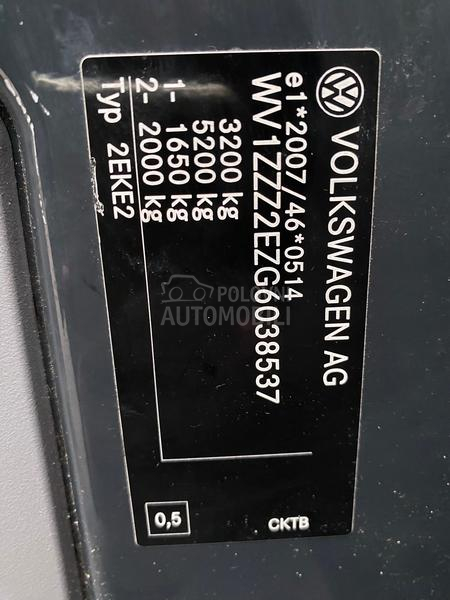 VOLKSWAGEN AG
e1*2007/46*0514
WV1ZZZ2EZG6038537
3200 kg
5200 kg
1- 1650 kg
2- 2000 kg
Typ 2EKE2
POLOVNI
AUTOMOBILI
0,5
CKTB